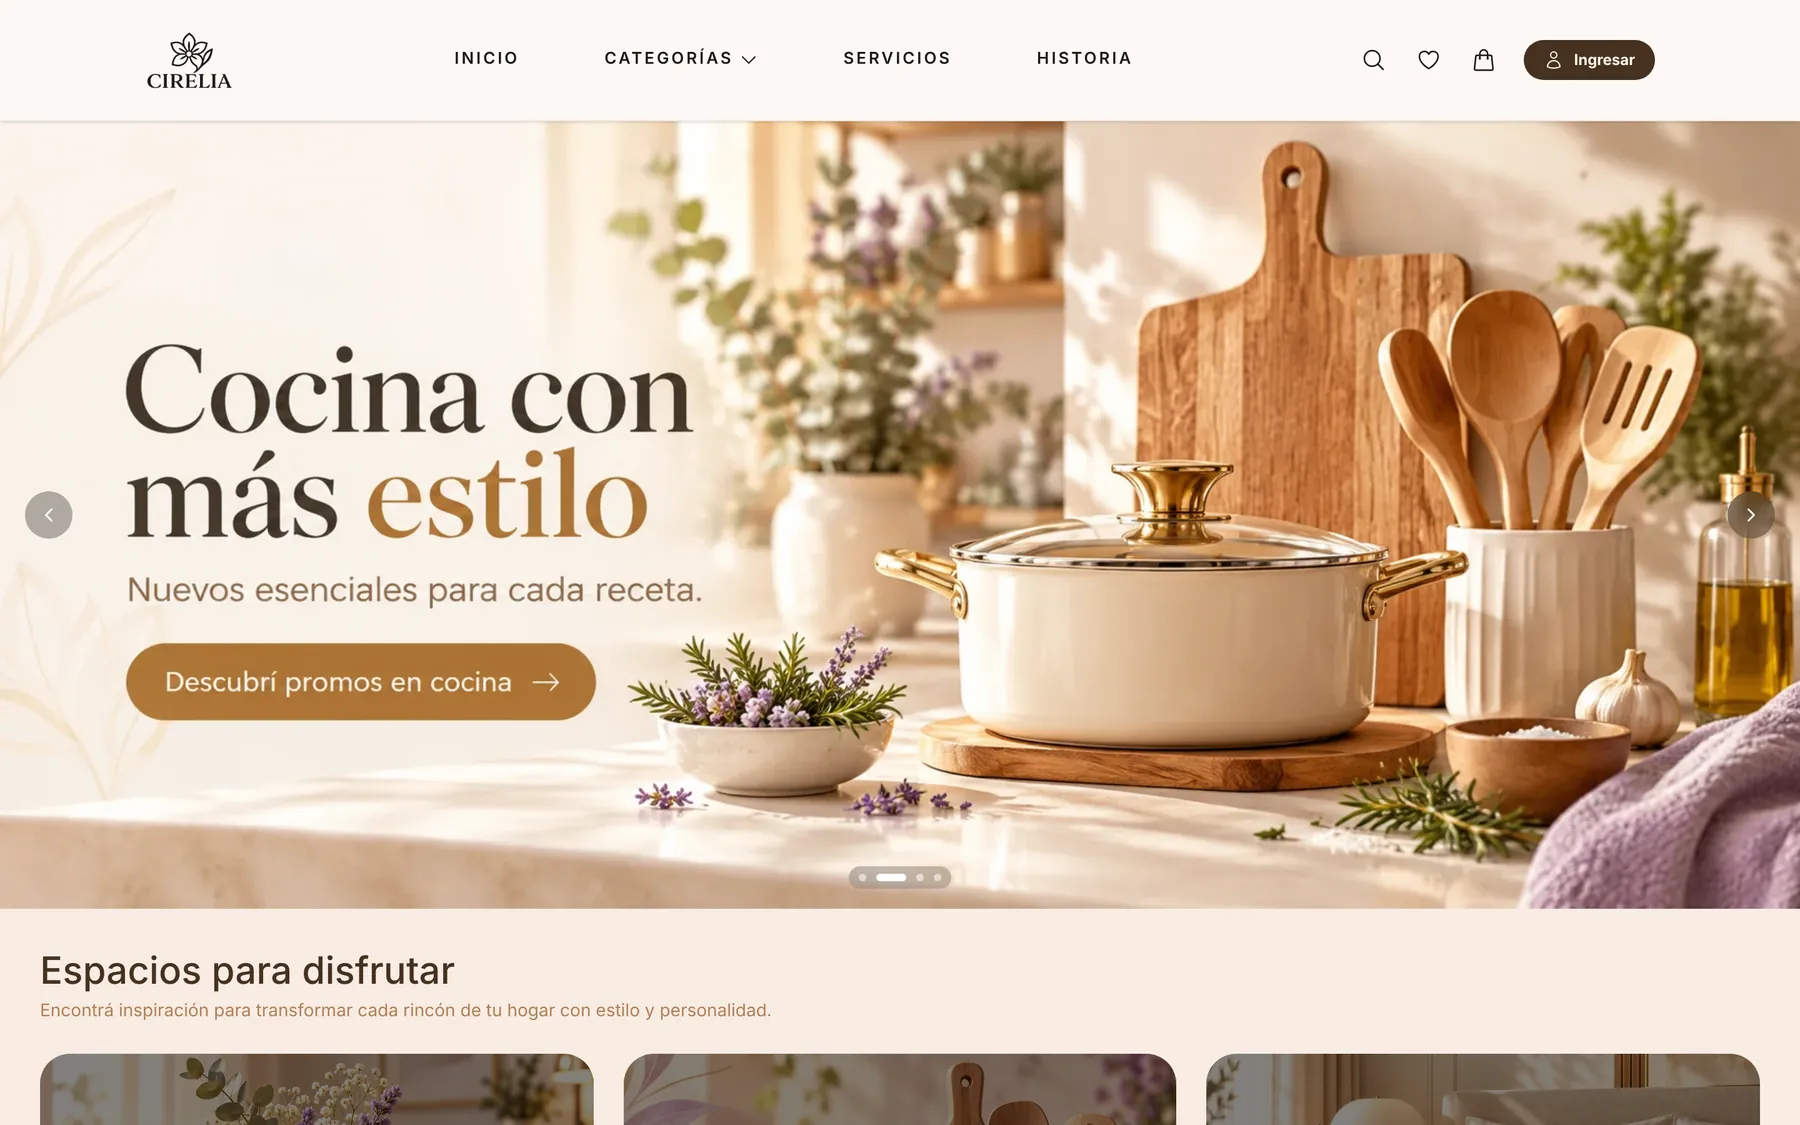 CIRELIA
INICIO
CATEGORÍAS
SERVICIOS
HISTORIA
Ingresar
Cocina con
más estilo
Nuevos esenciales para cada receta.
Descubrí promos en cocina →
Espacios para disfrutar
Encontrá inspiración para transformar cada rincón de tu hogar con estilo y personalidad.